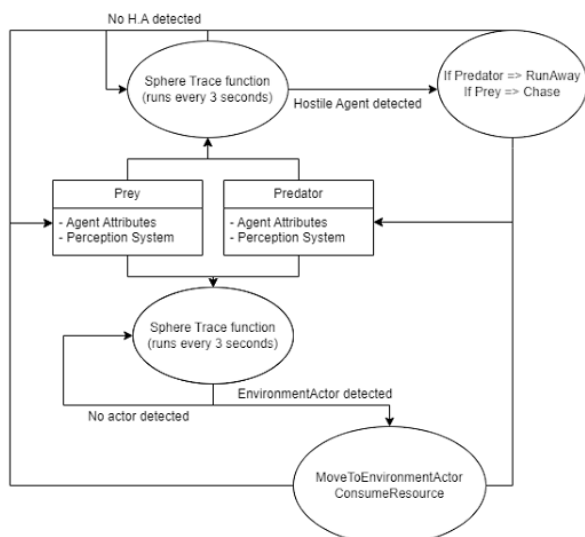 No H.A detected
Sphere Trace function
(runs every 3 seconds)
Hostile Agent detected
If Predator => RunAway
If Prey => Chase
Prey
- Agent Attributes
- Perception System
Predator
- Agent Attributes
- Perception System
Sphere Trace function
(runs every 3 seconds)
EnvironmentActor detected
No actor detected
MoveToEnvironmentActor
ConsumeResource